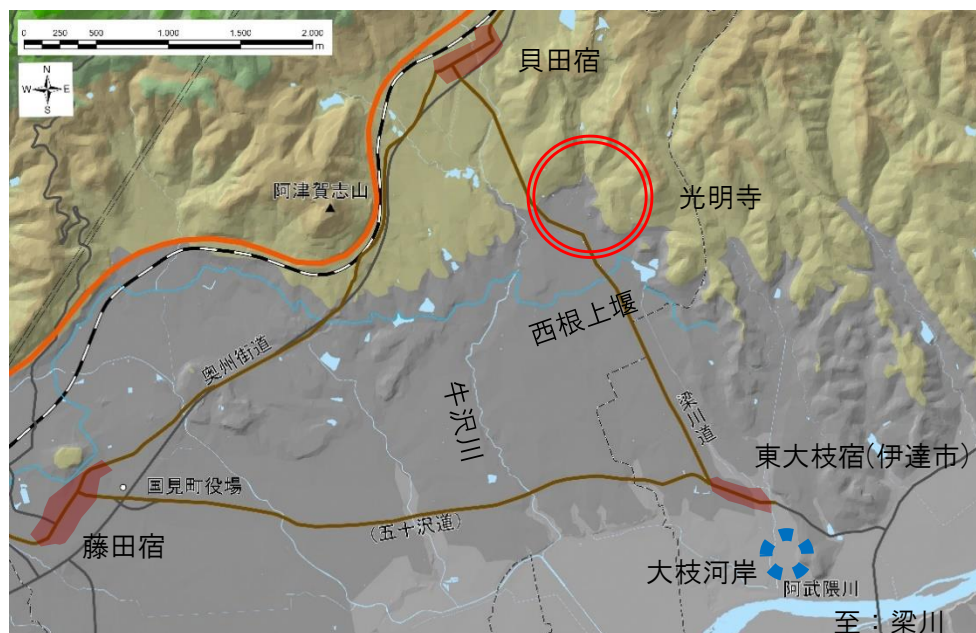 0 250 500 1.000 1.500 2.000
m
N
W E
S
貝田宿
阿津賀志山
光明寺
西根上堰
奥州街道
牛沢川
梁川道
東大枝宿(伊達市)
国見町役場
(五十沢道)
藤田宿
大枝河岸
阿武隈川
至：梁川